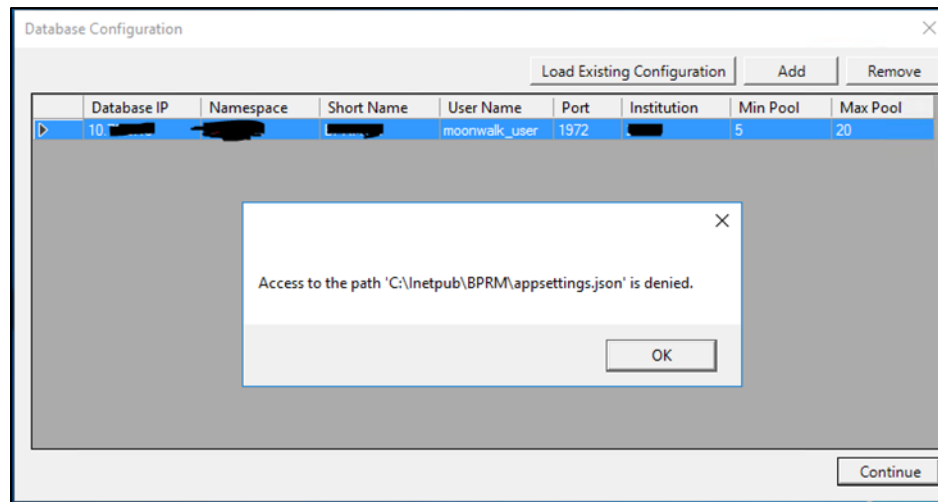 Database Configuration
Load Existing Configuration Add Remove
Database IP Namespace Short Name User Name Port Institution Min Pool Max Pool
10. moonwalk_user 1972 5 20
Access to the path 'C:\Inetpub\BPRM\appsettings.json' is denied.
OK
Continue